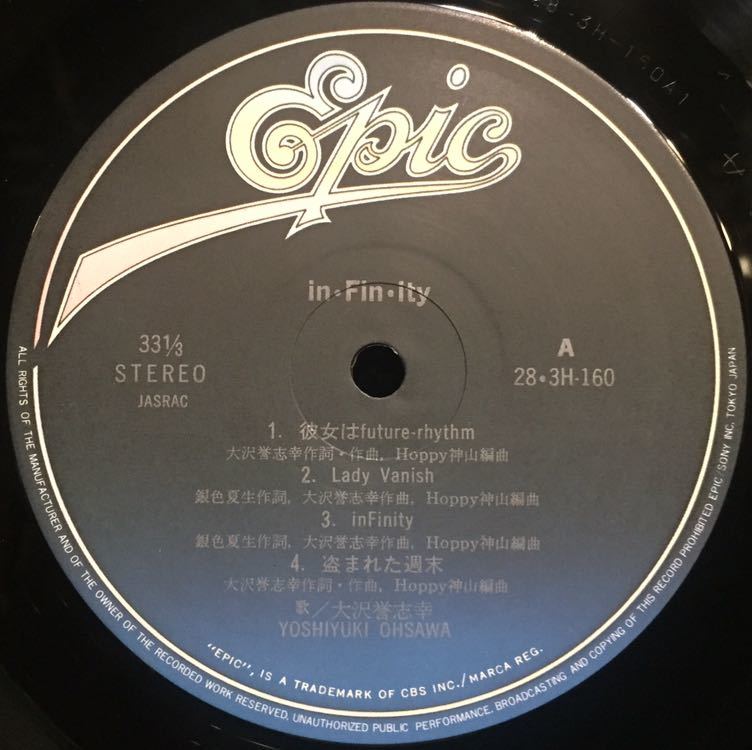 28・3H-160A1
Epic
in・Fin・ity
33⅓
STEREO
JASRAC
A
28・3H-160
1. 彼女はfuture-rhythm
大沢誉志幸作詞・作曲, Hoppy神山編曲
2. Lady Vanish
銀色夏生作詞, 大沢誉志幸作曲, Hoppy神山編曲
3. inFinity
銀色夏生作詞, 大沢誉志幸作曲, Hoppy神山編曲
4. 盗まれた週末
大沢誉志幸作詞・作曲, Hoppy神山編曲
歌／大沢誉志幸
YOSHIYUKI OHSAWA
"EPIC", IS A TRADEMARK OF CBS INC./MARCA REG.
ALL RIGHTS OF THE MANUFACTURER AND OF THE OWNER OF THE RECORDED WORK RESERVED, UNAUTHORIZED PUBLIC PERFORMANCE, BROADCASTING AND COPYING OF THIS RECORD PROHIBITED EPIC/SONY INC. TOKYO JAPAN